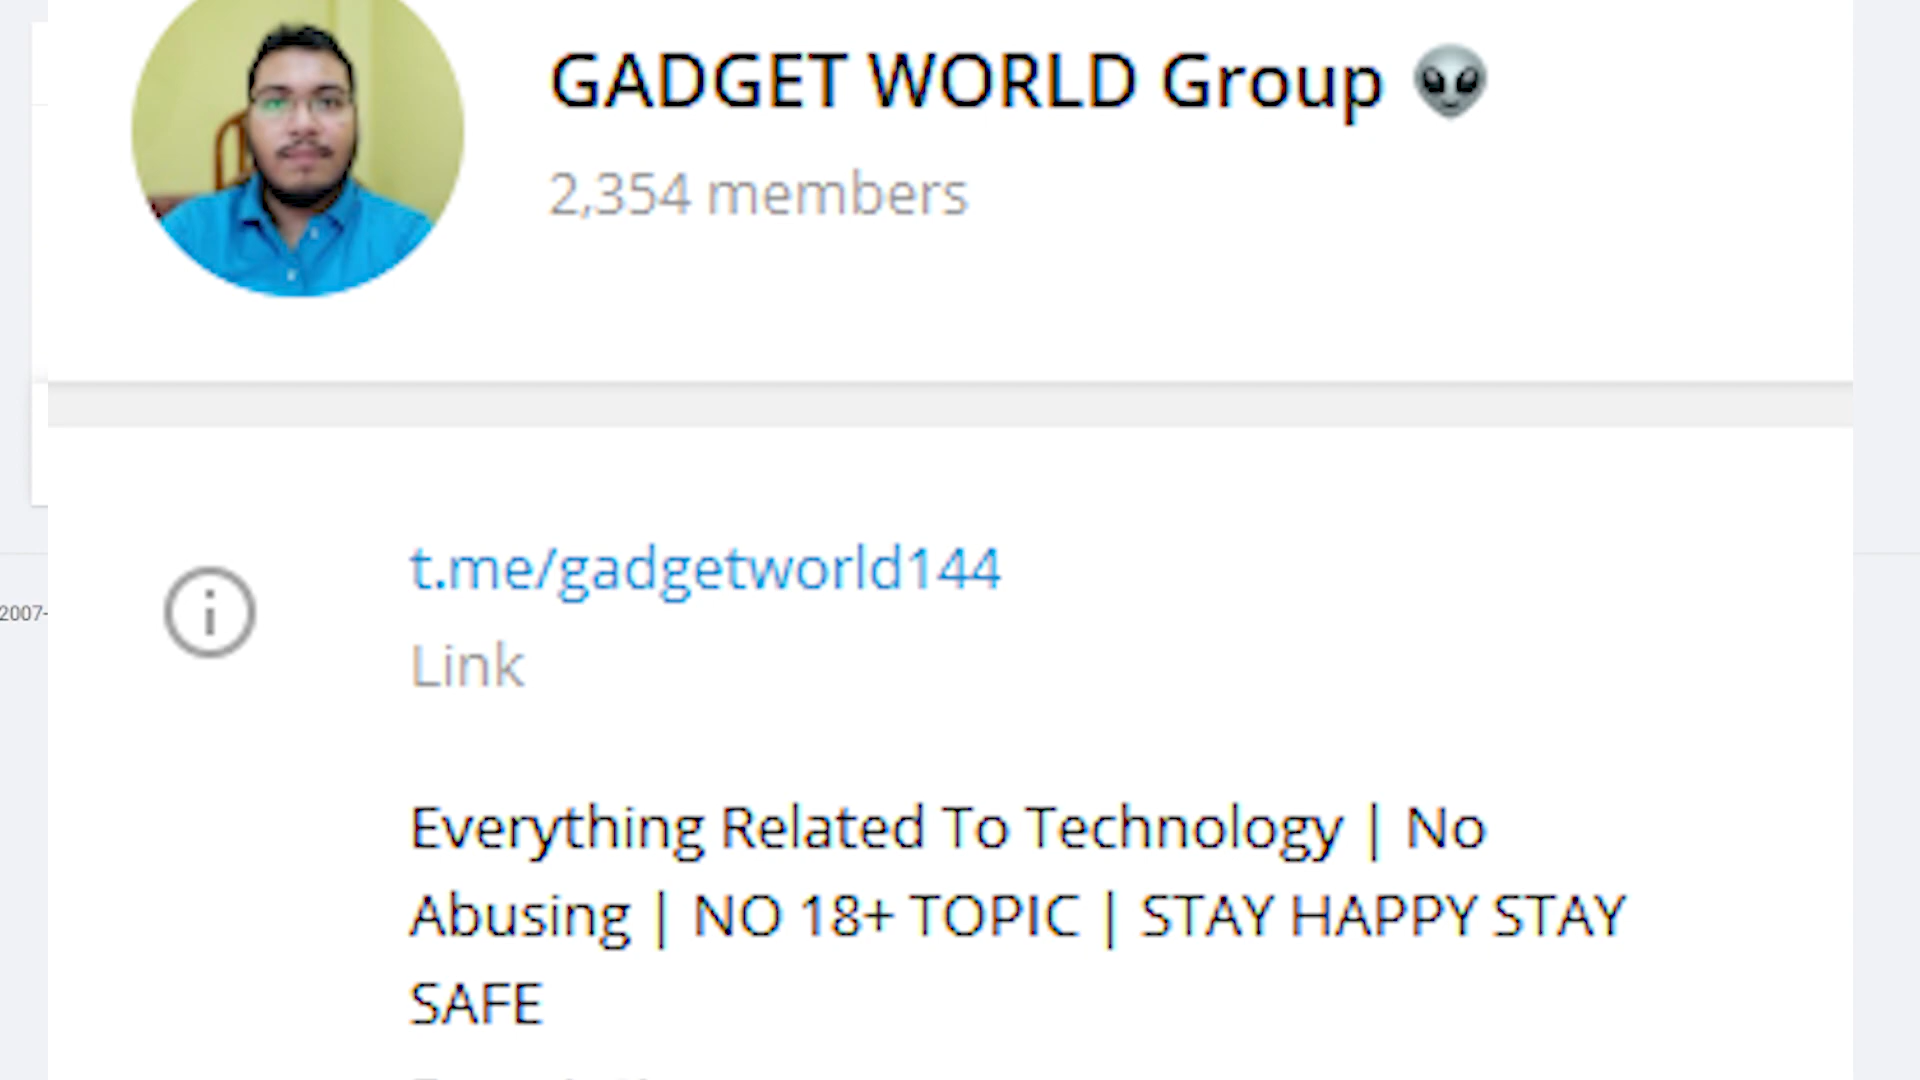 GADGET WORLD Group 👽
2,354 members
2007-
t.me/gadgetworld144
Link
Everything Related To Technology | No
Abusing | NO 18+ TOPIC | STAY HAPPY STAY
SAFE